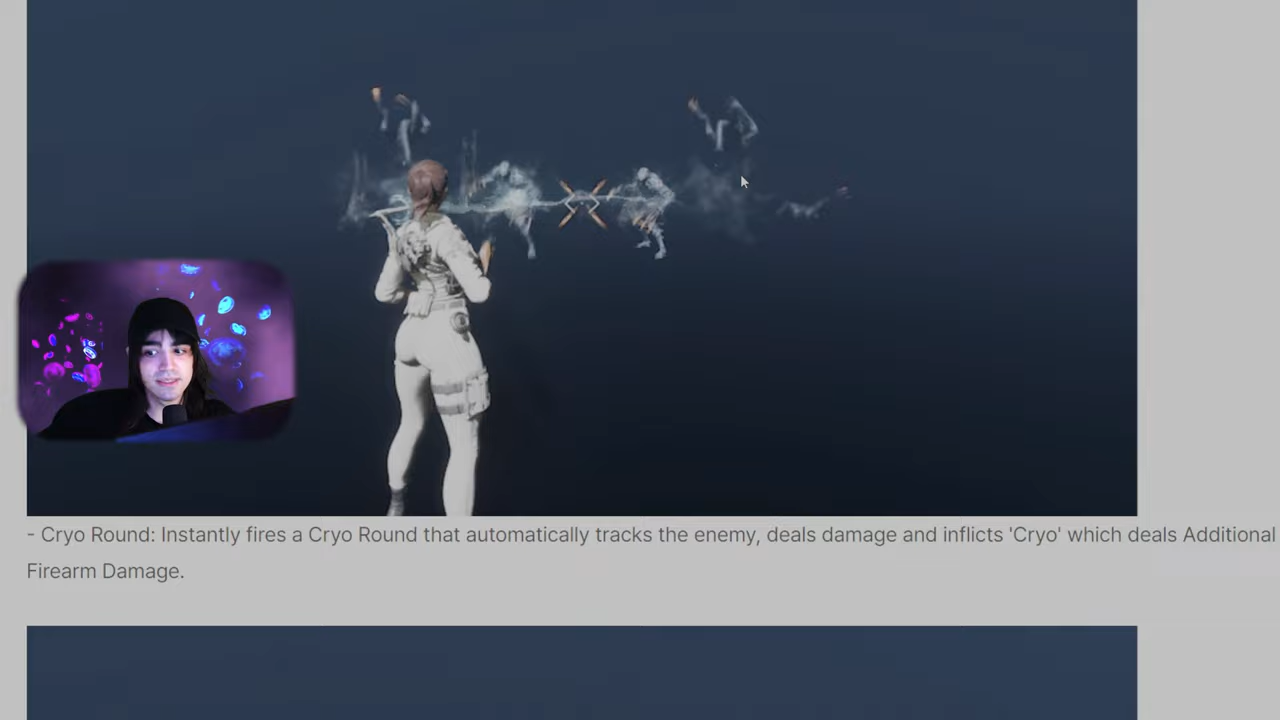 - Cryo Round: Instantly fires a Cryo Round that automatically tracks the enemy, deals damage and inflicts 'Cryo' which deals Additional
Firearm Damage.